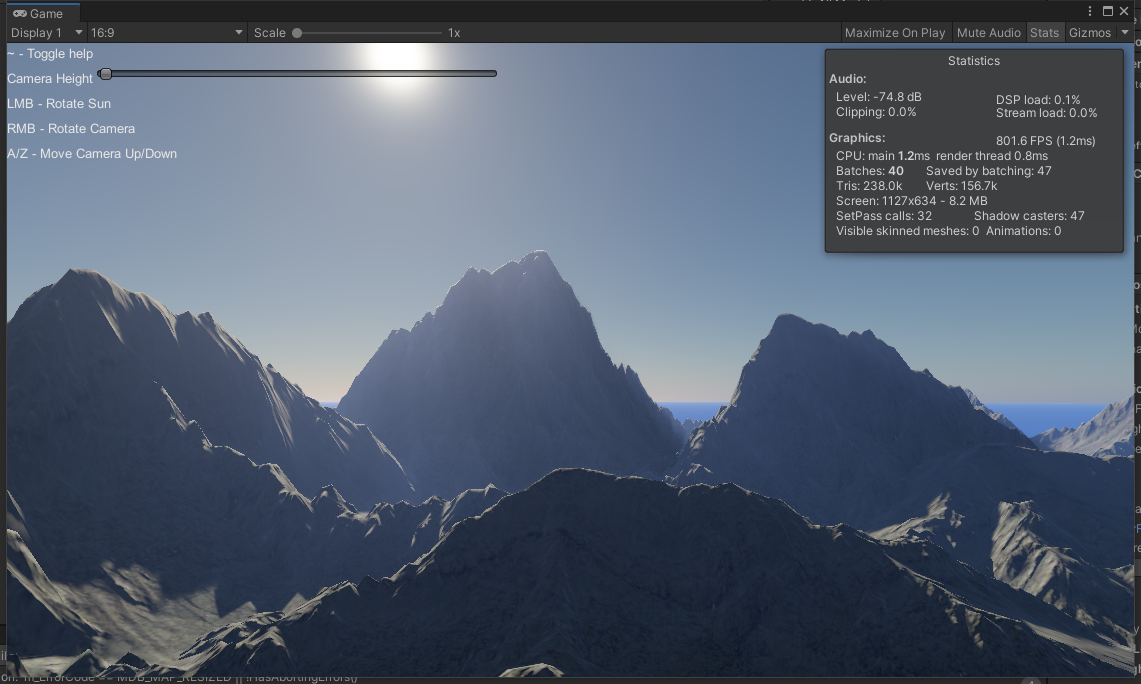 Game
Display 1 16:9 Scale 1x Maximize On Play Mute Audio Stats Gizmos
~ - Toggle help
Camera Height
LMB - Rotate Sun
RMB - Rotate Camera
A/Z - Move Camera Up/Down
Statistics
Audio:
Level: -74.8 dB DSP load: 0.1%
Clipping: 0.0% Stream load: 0.0%
Graphics: 801.6 FPS (1.2ms)
CPU: main 1.2ms render thread 0.8ms
Batches: 40 Saved by batching: 47
Tris: 238.0k Verts: 156.7k
Screen: 1127x634 - 8.2 MB
SetPass calls: 32 Shadow casters: 47
Visible skinned meshes: 0 Animations: 0